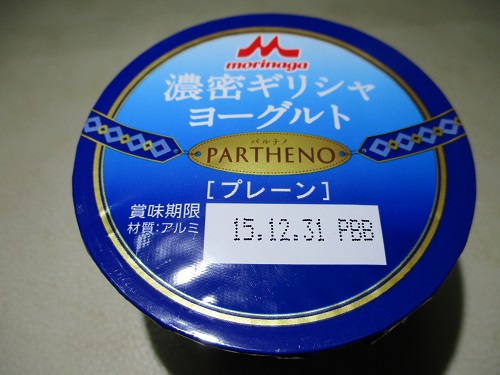 morinaga
濃密ギリシャ
ヨーグルト
パルテノ
PARTHENO
[プレーン]
賞味期限
材質:アルミ
15.12.31 PBB